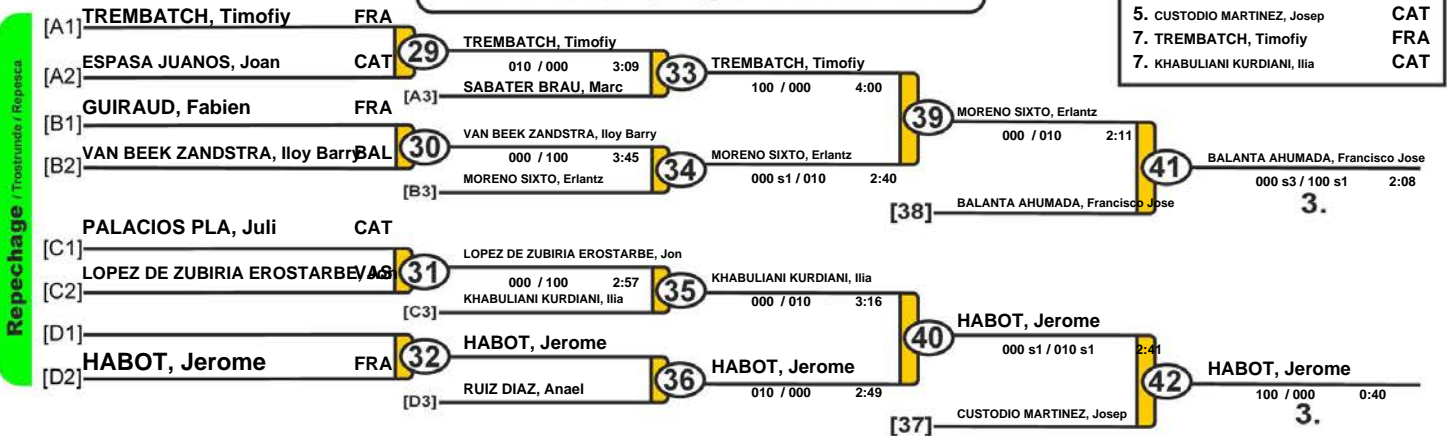 Repechage / Trostrunde / Repesca
5. CUSTODIO MARTINEZ, Josep CAT
7. TREMBATCH, Timofiy FRA
7. KHABULIANI KURDIANI, Ilia CAT
[A1] TREMBATCH, Timofiy FRA
[A2] ESPASA JUANOS, Joan CAT
29
TREMBATCH, Timofiy
010 / 000 3:09
[A3] SABATER BRAU, Marc
33
TREMBATCH, Timofiy
100 / 000 4:00
[B1] GUIRAUD, Fabien FRA
[B2] VAN BEEK ZANDSTRA, Iloy Barry BAL
30
VAN BEEK ZANDSTRA, Iloy Barry
000 / 100 3:45
[B3] MORENO SIXTO, Erlantz
34
MORENO SIXTO, Erlantz
000 s1 / 010 2:40
39
MORENO SIXTO, Erlantz
000 / 010 2:11
[38] BALANTA AHUMADA, Francisco Jose
41
BALANTA AHUMADA, Francisco Jose
000 s3 / 100 s1 2:08
3.
[C1] PALACIOS PLA, Juli CAT
[C2] LOPEZ DE ZUBIRIA EROSTARBE, Jon VAS
31
LOPEZ DE ZUBIRIA EROSTARBE, Jon
000 / 100 2:57
[C3] KHABULIANI KURDIANI, Ilia
35
KHABULIANI KURDIANI, Ilia
000 / 010 3:16
[D1]
[D2] HABOT, Jerome FRA
32
HABOT, Jerome
[D3] RUIZ DIAZ, Anael
36
HABOT, Jerome
010 / 000 2:49
40
HABOT, Jerome
000 s1 / 010 s1 2:41
[37] CUSTODIO MARTINEZ, Josep
42
HABOT, Jerome
100 / 000 0:40
3.